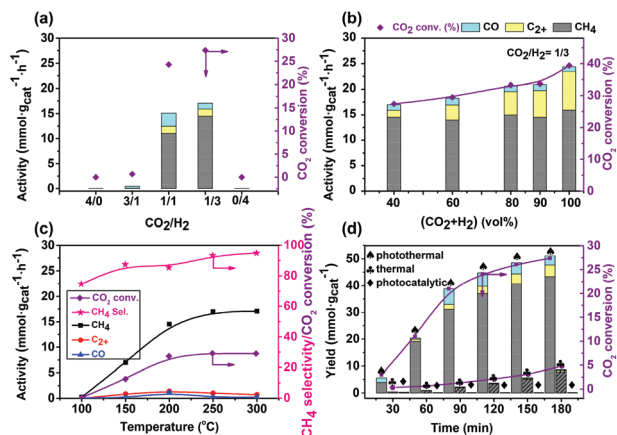 (a)
Activity (mmol·gcat⁻¹·h⁻¹)
30
25
20
15
10
5
0
4/0 3/1 1/1 1/3 0/4
CO₂/H₂
30
25
20
15
10
5
0
CO₂ conversion (%)
(b)
CO₂ conv. (%) CO C₂+ CH₄
CO₂/H₂= 1/3
Activity (mmol·gcat⁻¹·h⁻¹)
30
25
20
15
10
5
0
40 60 80 90 100
(CO₂+H₂) (vol%)
50
40
30
20
10
0
CO₂ conversion (%)
(c)
Activity (mmol·gcat⁻¹·h⁻¹)
30
25
20
15
10
5
0
CO₂ conv.
CH₄ Sel.
CH₄
C₂+
CO
100 150 200 250 300
Temperature (°C)
100
80
60
40
20
0
CH₄ selectivity/CO₂ conversion (%)
(d)
photothermal
thermal
photocatalytic
Yield (mmol·gcat⁻¹)
50
40
30
20
10
0
30 60 90 120 150 180
Time (min)
30
25
20
15
10
5
0
CO₂ conversion (%)